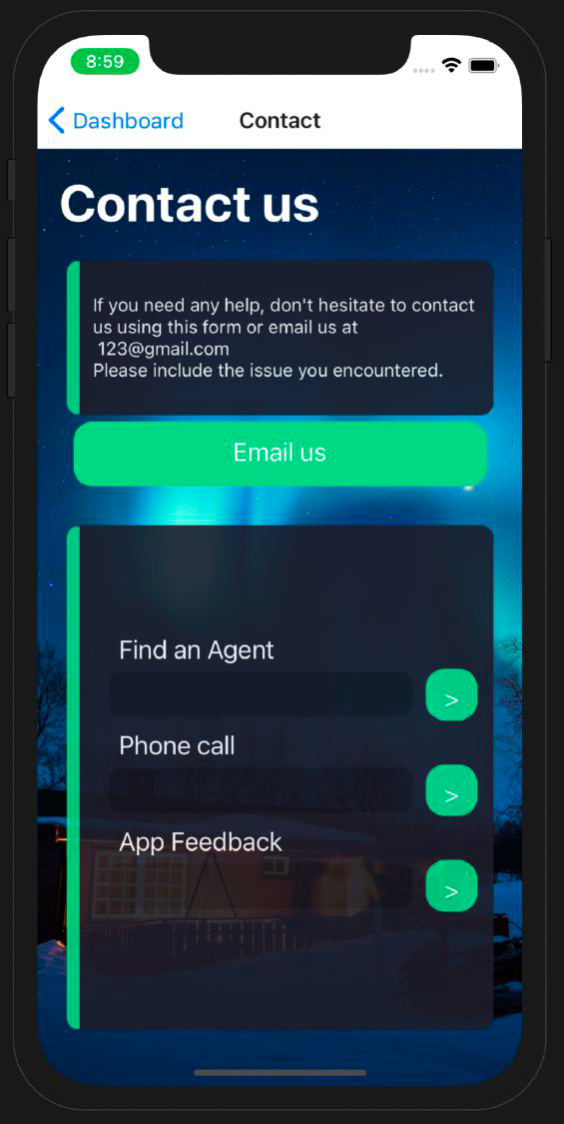 8:59
Dashboard
Contact
Contact us
If you need any help, don't hesitate to contact
us using this form or email us at
123@gmail.com
Please include the issue you encountered.
Email us
Find an Agent
>
Phone call
>
App Feedback
>